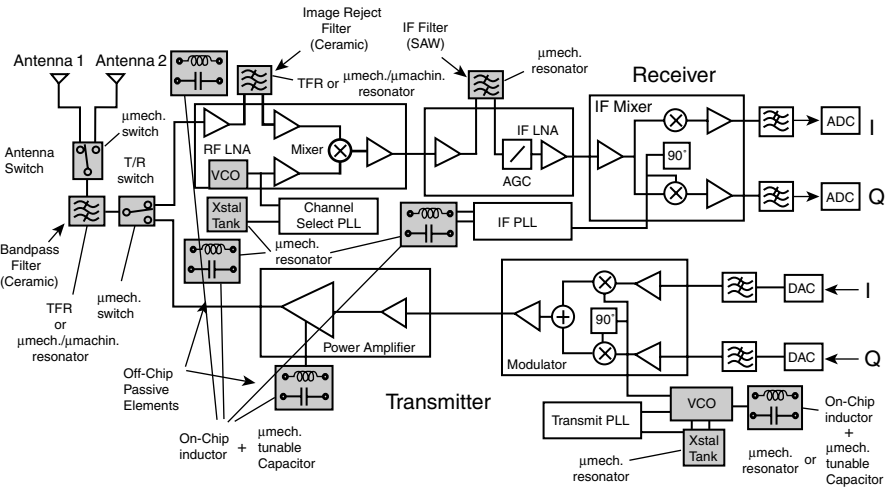 Image Reject
Filter
(Ceramic)
IF Filter
(SAW)
µmech.
resonator
Receiver
Antenna 1
Antenna 2
TFR or µmech./µmachin.
resonator
IF Mixer
µmech.
switch
Antenna
Switch
T/R
switch
RF LNA
Mixer
IF LNA
AGC
VCO
90˚
ADC
I
ADC
Q
Xstal
Tank
Channel
Select PLL
IF PLL
Bandpass
Filter
(Ceramic)
µmech.
resonator
µmech.
switch
TFR
or
µmech./µmachin.
resonator
Power Amplifier
90˚
Modulator
DAC
I
DAC
Q
Off-Chip
Passive
Elements
Transmitter
On-Chip
inductor
+
µmech.
tunable
Capacitor
Transmit PLL
VCO
Xstal
Tank
µmech.
resonator
µmech.
resonator
or
On-Chip
inductor
+
µmech.
tunable
Capacitor